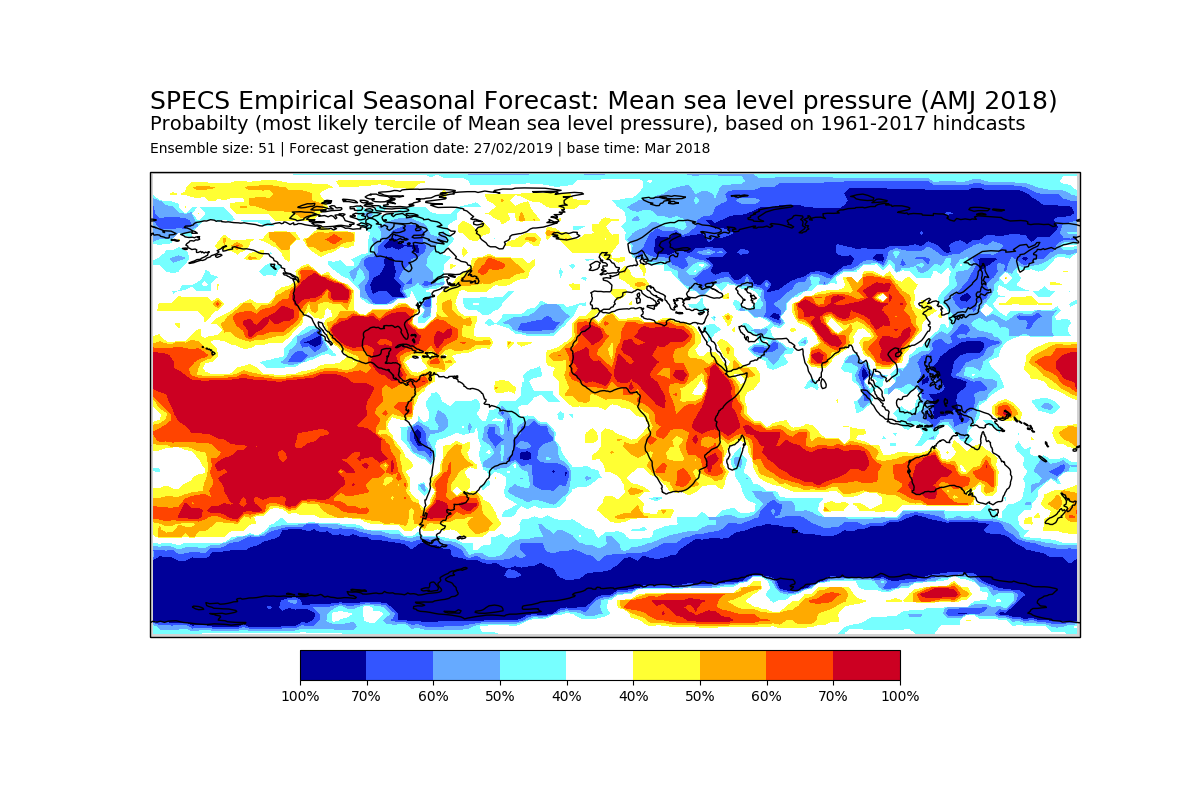 SPECS Empirical Seasonal Forecast: Mean sea level pressure (AMJ 2018)
Probabilty (most likely tercile of Mean sea level pressure), based on 1961-2017 hindcasts
Ensemble size: 51 | Forecast generation date: 27/02/2019 | base time: Mar 2018
100% 70% 60% 50% 40% 40% 50% 60% 70% 100%